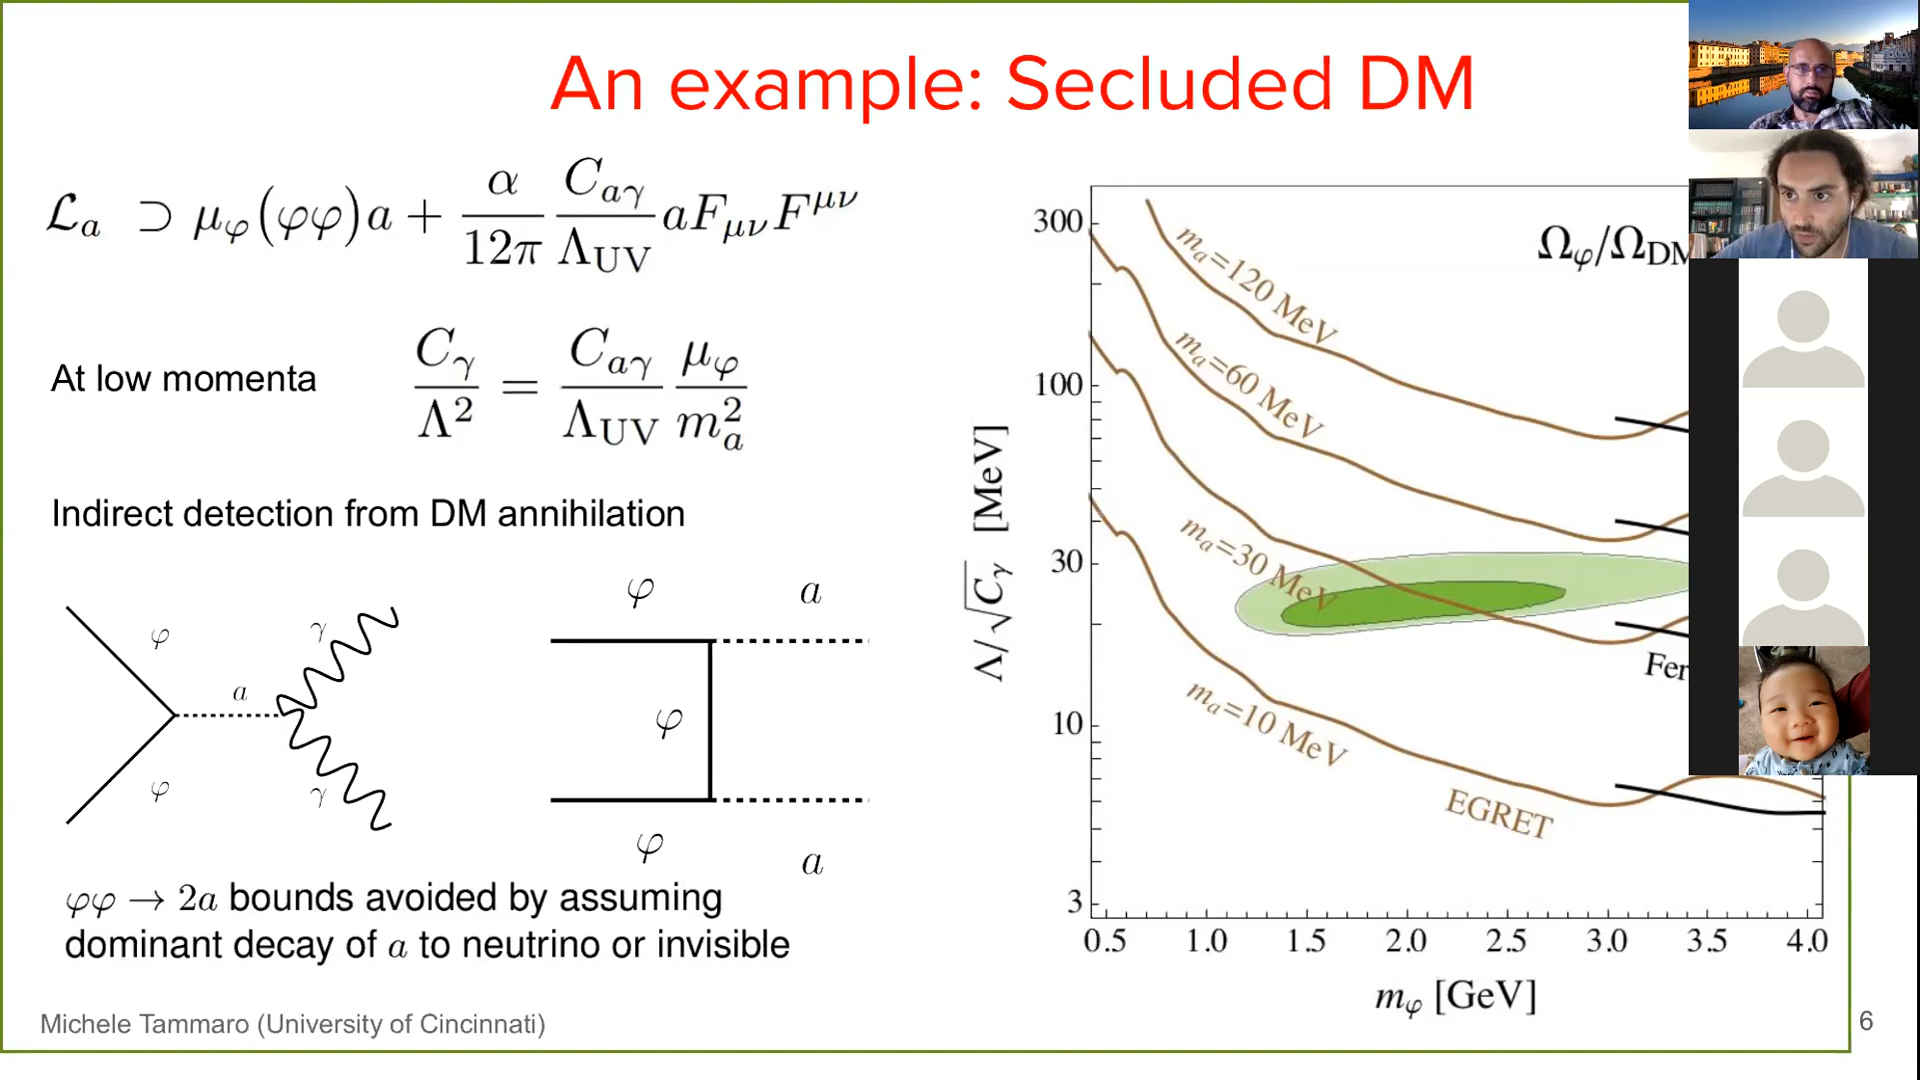 An example: Secluded DM
ℒₐ ⊃ μ_φ(φφ)a + α/12π C_aγ/Λ_UV aF_μν F^μν
At low momenta C_γ/Λ² = C_aγ/Λ_UV μ_φ/m_a²
Indirect detection from DM annihilation
φ
a
γ
φ
γ
φ
a
φ
φ
a
φφ → 2a bounds avoided by assuming
dominant decay of a to neutrino or invisible
Ω_φ/Ω_DM
m_a=120 MeV
m_a=60 MeV
m_a=30 MeV
m_a=10 MeV
EGRET
Λ/√C_γ [MeV]
300
100
30
10
3
0.5 1.0 1.5 2.0 2.5 3.0 3.5 4.0
m_φ [GeV]
Michele Tammaro (University of Cincinnati)
6